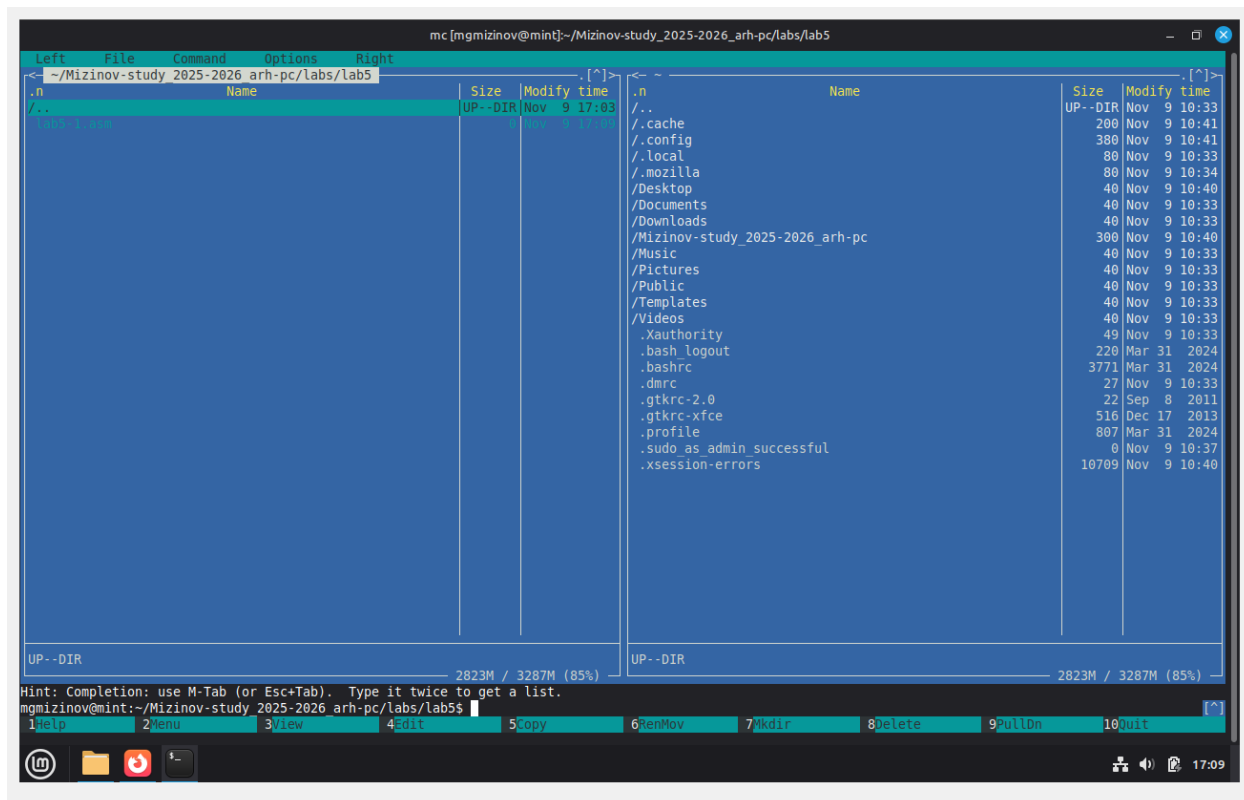 mc [mgmizinov@mint]:~/Mizinov-study_2025-2026_arh-pc/labs/lab5
Left File Command Options Right
<─ ~/Mizinov-study_2025-2026_arh-pc/labs/lab5 .[^]>
.n Name Size Modify time
/.. UP--DIR Nov 9 17:03
lab5-1.asm 0 Nov 9 17:09
UP--DIR
2823M / 3287M (85%)
<─ ~ .[^]>
.n Name Size Modify time
/.. UP--DIR Nov 9 10:33
/.cache 200 Nov 9 10:41
/.config 380 Nov 9 10:41
/.local 80 Nov 9 10:33
/.mozilla 80 Nov 9 10:34
/Desktop 40 Nov 9 10:40
/Documents 40 Nov 9 10:33
/Downloads 40 Nov 9 10:33
/Mizinov-study_2025-2026_arh-pc 300 Nov 9 10:40
/Music 40 Nov 9 10:33
/Pictures 40 Nov 9 10:33
/Public 40 Nov 9 10:33
/Templates 40 Nov 9 10:33
/Videos 40 Nov 9 10:33
.Xauthority 49 Nov 9 10:33
.bash_logout 220 Mar 31 2024
.bashrc 3771 Mar 31 2024
.dmrc 27 Nov 9 10:33
.gtkrc-2.0 22 Sep 8 2011
.gtkrc-xfce 516 Dec 17 2013
.profile 807 Mar 31 2024
.sudo_as_admin_successful 0 Nov 9 10:37
.xsession-errors 10709 Nov 9 10:40
UP--DIR
2823M / 3287M (85%)
Hint: Completion: use M-Tab (or Esc+Tab). Type it twice to get a list.
mgmizinov@mint:~/Mizinov-study_2025-2026_arh-pc/labs/lab5$ [^]
1Help 2Menu 3View 4Edit 5Copy 6RenMov 7Mkdir 8Delete 9PullDn 10Quit
17:09